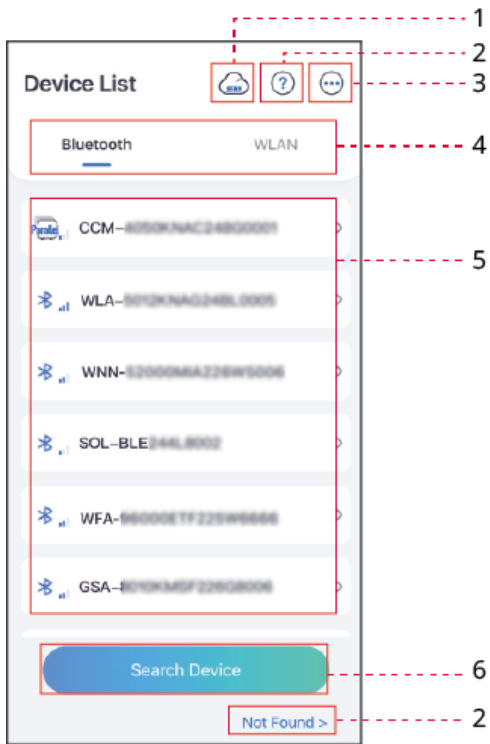 1
2
3
Device List
Bluetooth WLAN
4
Parallel CCM-
5
WLA-
WNN-
SOL-BLE
WFA-
GSA-
Search Device
6
Not Found >
2